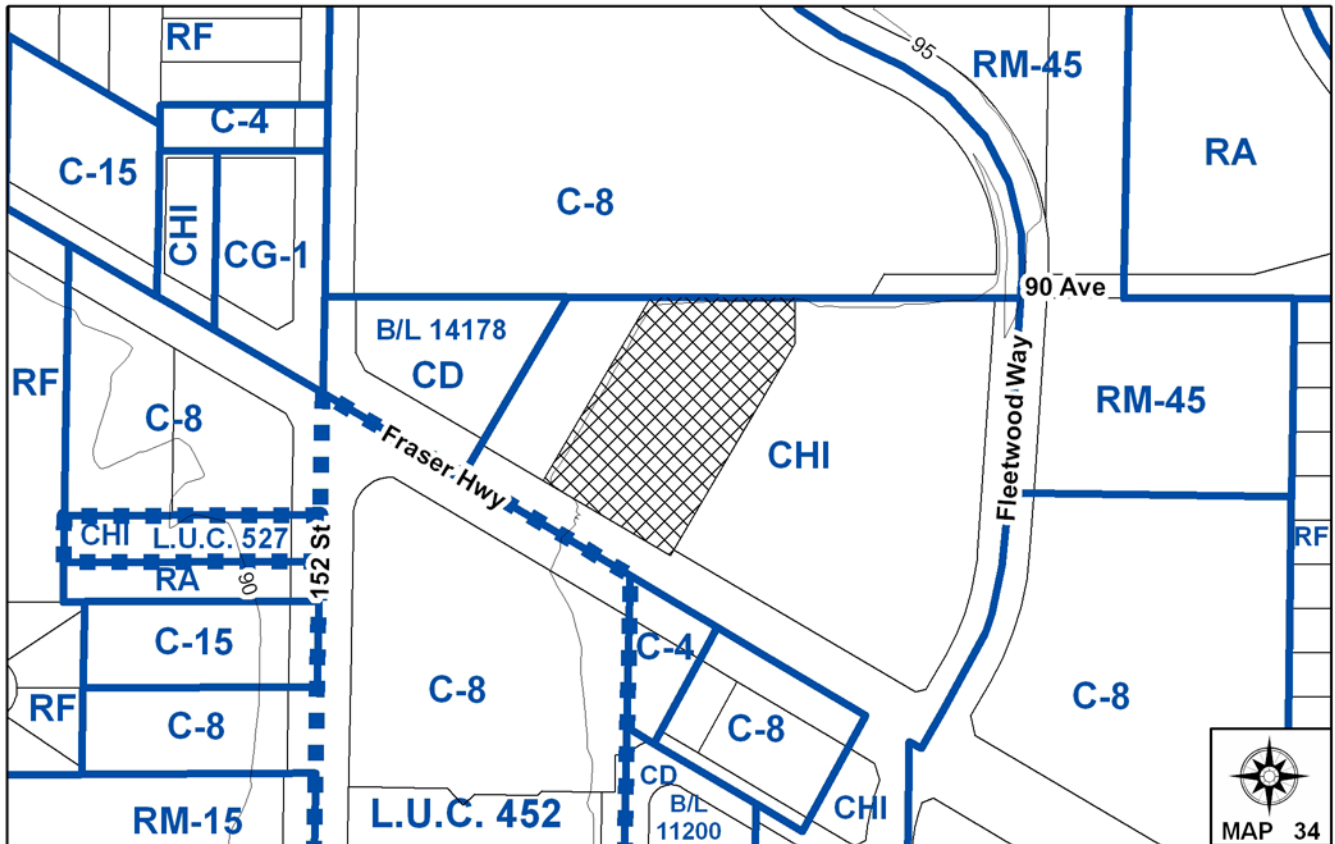 RF
95
RM-45
C-4
RA
C-15
C-8
CHI
CG-1
90 Ave
B/L 14178
CD
RF
C-8
Fraser Hwy
CHI
Fleetwood Way
RM-45
CHI
L.U.C. 527
152 St
RF
RA
90
C-15
C-4
C-8
C-8
C-8
RF
C-8
CD
B/L
11200
CHI
RM-15
L.U.C. 452
MAP 34